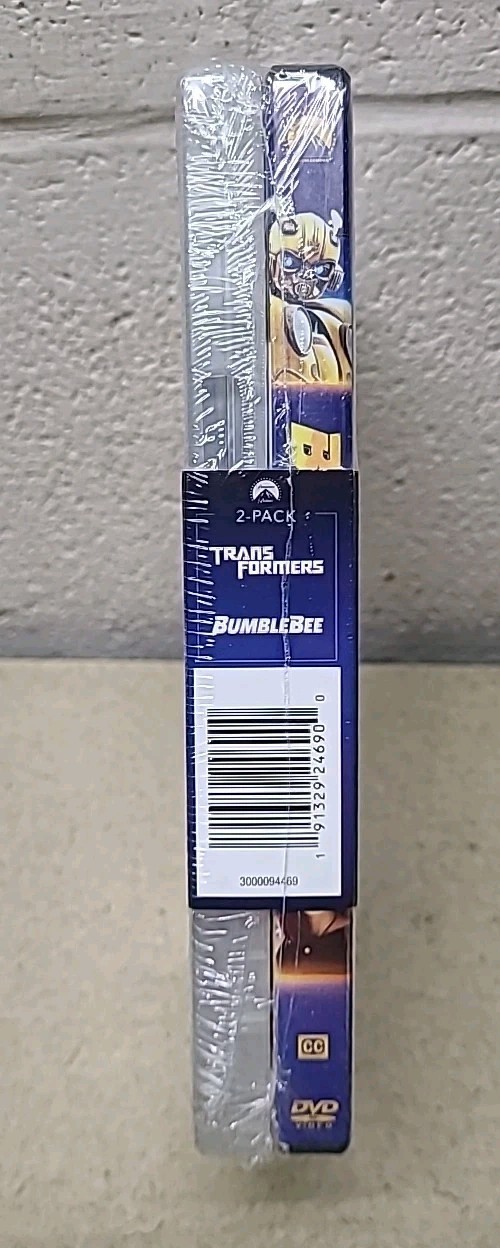 2-PACK
TRANS
FORMERS
BUMBLEBEE
1 91329 24690 0
3000094469
B
CC
DVD
VIDEO